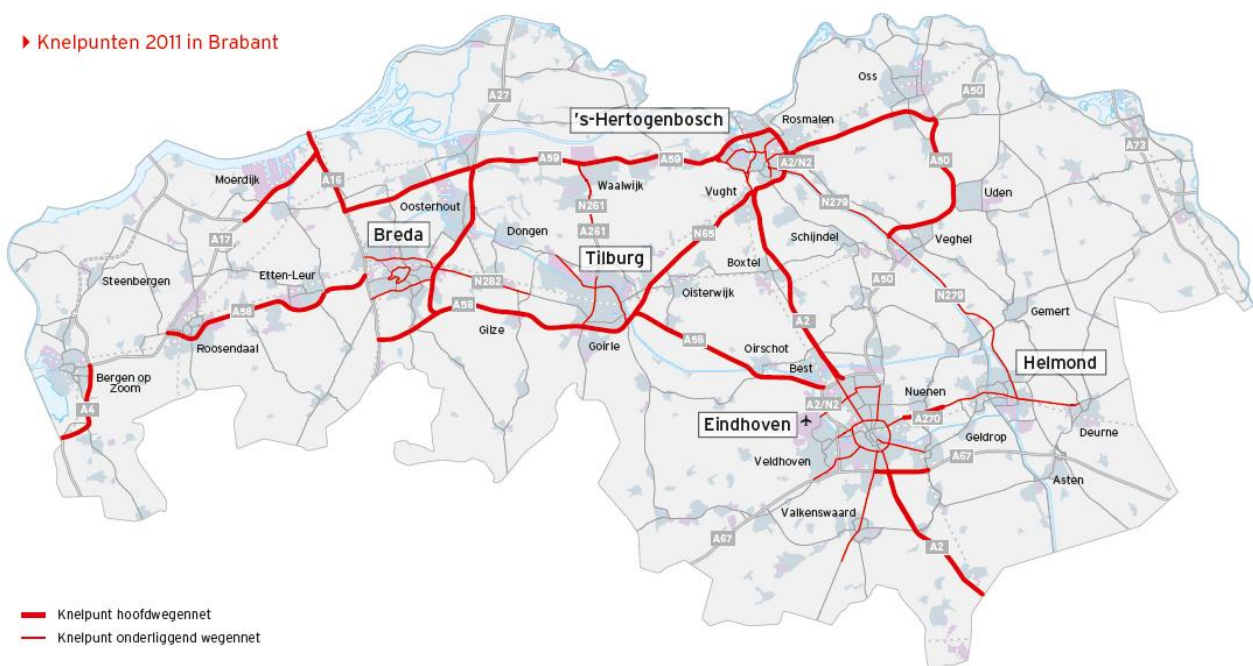 Knelpunten 2011 in Brabant
Oss
A50
A27
's-Hertogenbosch
Rosmalen
A73
A59
A59
A2/N2
A50
Moerdijk
A16
Waalwijk
Vught
Uden
Oosterhout
N261
N279
A17
Breda
Dongen
A261
N65
Schijndel
Veghel
Tilburg
Boxtel
Steenbergen
Etten-Leur
N282
Oisterwijk
A50
N279
A58
A58
Gilze
Goirle
A2
Gemert
Roosendaal
A58
Oirschot
Best
Helmond
Bergen op
Zoom
Nuenen
A4
A2/N2
Eindhoven
A270
Geldrop
Deurne
Veldhoven
A67
Asten
Valkenswaard
A67
A2
Knelpunt hoofdwegennet
Knelpunt onderliggend wegennet